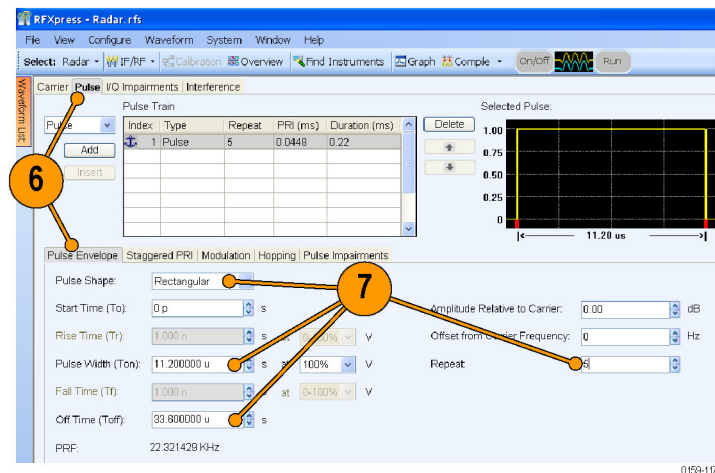 RFXpress - Radar.rfs
File View Configure Waveform System Window Help
Select: Radar IF/RF Calibration Overview Find Instruments Graph Compile On/Off Run
Waveform List:
Carrier Pulse I/Q Impairments Interference
Pulse Train
Selected Pulse:
Pulse
Index Type Repeat PRI (ms) Duration (ms)
1 Pulse 5 0.0448 0.22
Add
Insert
Delete
1.00
0.75
0.50
0.25
0
11.20 us
6
Pulse Envelope Staggered PRI Modulation Hopping Pulse Impairments
7
Pulse Shape: Rectangular
Start Time (To): 0 p s
Amplitude Relative to Carrier: 0.00 dB
Rise Time (Tr): 1.000 n s at 0-100% V
Offset from Carrier Frequency: 0 Hz
Pulse Width (Ton): 11.200000 u s at 100% V
Repeat: 5
Fall Time (Tf): 1.000 n s at 0-100% V
Off Time (Toff): 33.600000 u s
PRF: 22.321429 KHz